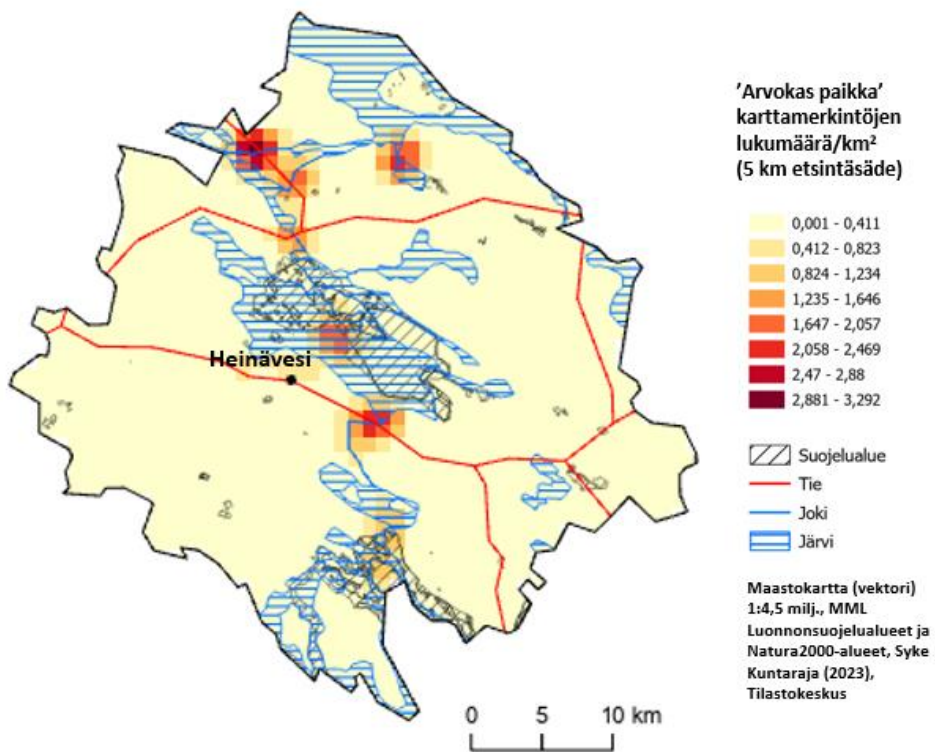 'Arvokas paikka'
karttamerkintöjen
lukumäärä/km²
(5 km etsintäsäde)
0,001 - 0,411
0,412 - 0,823
0,824 - 1,234
1,235 - 1,646
1,647 - 2,057
2,058 - 2,469
2,47 - 2,88
2,881 - 3,292
Heinävesi
Suojelualue
Tie
Joki
Järvi
Maastokartta (vektori)
1:4,5 milj., MML
Luonnonsuojelualueet ja
Natura2000-alueet, Syke
Kuntaraja (2023),
Tilastokeskus
0 5 10 km